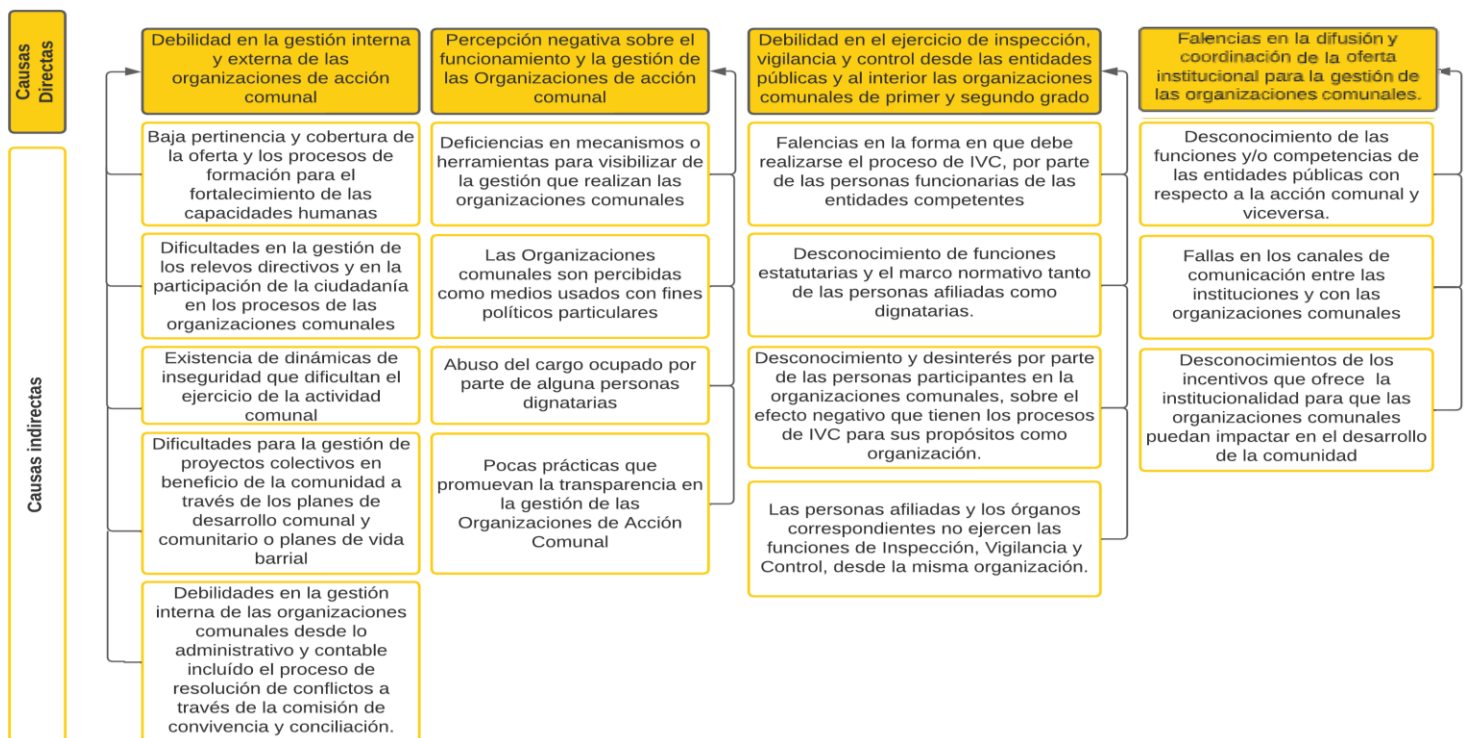 Causas
Directas
Debilidad en la gestión interna
y externa de las
organizaciones de acción
comunal
Percepción negativa sobre el
funcionamiento y la gestión de
las Organizaciones de acción
comunal
Debilidad en el ejercicio de inspección,
vigilancia y control desde las entidades
públicas y al interior las organizaciones
comunales de primer y segundo grado
Falencias en la difusión y
coordinación de la oferta
institucional para la gestión de
las organizaciones comunales.
Causas indirectas
Baja pertinencia y cobertura de
la oferta y los procesos de
formación para el
fortalecimiento de las
capacidades humanas
Dificultades en la gestión de
los relevos directivos y en la
participación de la ciudadanía
en los procesos de las
organizaciones comunales
Existencia de dinámicas de
inseguridad que dificultan el
ejercicio de la actividad
comunal
Dificultades para la gestión de
proyectos colectivos en
beneficio de la comunidad a
través de los planes de
desarrollo comunal y
comunitario o planes de vida
barrial
Debilidades en la gestión
interna de las organizaciones
comunales desde lo
administrativo y contable
incluído el proceso de
resolución de conflictos a
través de la comisión de
convivencia y conciliación.
Deficiencias en mecanismos o
herramientas para visibilizar de
la gestión que realizan las
organizaciones comunales
Las Organizaciones
comunales son percibidas
como medios usados con fines
políticos particulares
Abuso del cargo ocupado por
parte de alguna personas
dignatarias
Pocas prácticas que
promuevan la transparencia en
la gestión de las
Organizaciones de Acción
Comunal
Falencias en la forma en que debe
realizarse el proceso de IVC, por parte
de las personas funcionarias de las
entidades competentes
Desconocimiento de funciones
estatutarias y el marco normativo tanto
de las personas afiliadas como
dignatarias.
Desconocimiento y desinterés por parte
de las personas participantes en la
organizaciones comunales, sobre el
efecto negativo que tienen los procesos
de IVC para sus propósitos como
organización.
Las personas afiliadas y los órganos
correspondientes no ejercen las
funciones de Inspección, Vigilancia y
Control, desde la misma organización.
Desconocimiento de las
funciones y/o competencias de
las entidades públicas con
respecto a la acción comunal y
viceversa.
Fallas en los canales de
comunicación entre las
instituciones y con las
organizaciones comunales
Desconocimientos de los
incentivos que ofrece la
institucionalidad para que las
organizaciones comunales
puedan impactar en el desarrollo
de la comunidad